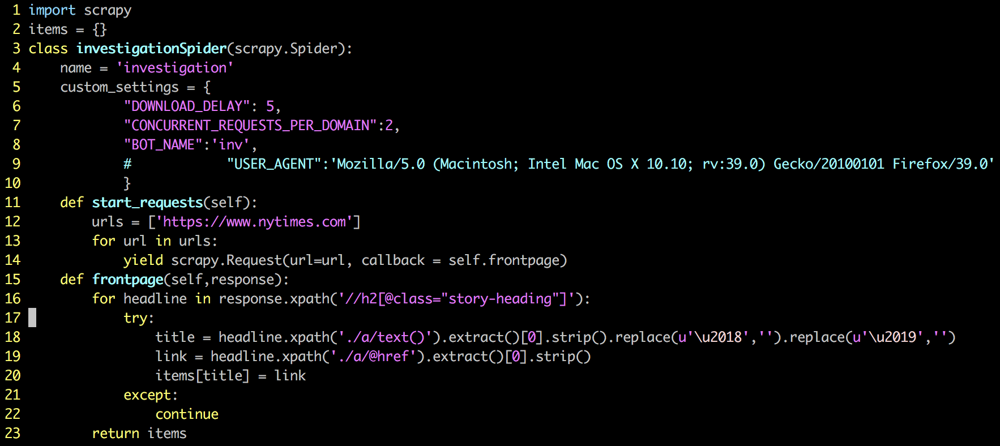 1 import scrapy
2 items = {}
3 class investigationSpider(scrapy.Spider):
4     name = 'investigation'
5     custom_settings = {
6             "DOWNLOAD_DELAY": 5,
7             "CONCURRENT_REQUESTS_PER_DOMAIN":2,
8             "BOT_NAME":'inv',
9             #            "USER_AGENT":'Mozilla/5.0 (Macintosh; Intel Mac OS X 10.10; rv:39.0) Gecko/20100101 Firefox/39.0'
10             }
11     def start_requests(self):
12         urls = ['https://www.nytimes.com']
13         for url in urls:
14             yield scrapy.Request(url=url, callback = self.frontpage)
15     def frontpage(self,response):
16         for headline in response.xpath('//h2[@class="story-heading"]'):
17             try:
18                 title = headline.xpath('./a/text()').extract()[0].strip().replace(u'\u2018','').replace(u'\u2019','')
19                 link = headline.xpath('./a/@href').extract()[0].strip()
20                 items[title] = link
21             except:
22                 continue
23         return items